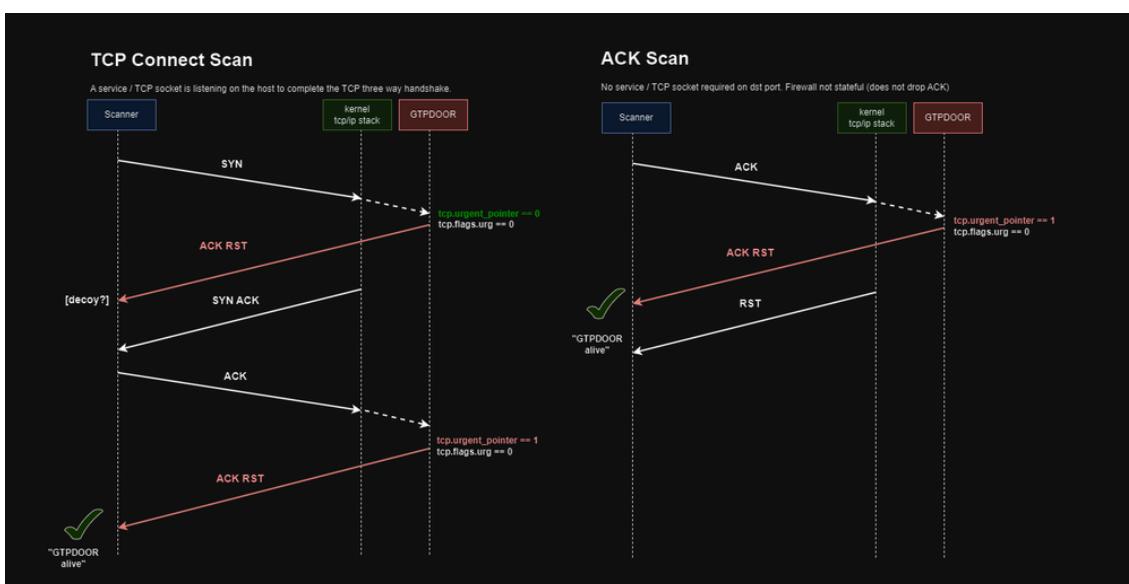 TCP Connect Scan
A service / TCP socket is listening on the host to complete the TCP three way handshake.
Scanner
kernel
tcp/ip stack
GTPDOOR
SYN
tcp.urgent_pointer == 0
tcp.flags.urg == 0
ACK RST
[decoy?]
SYN ACK
ACK
tcp.urgent_pointer == 1
tcp.flags.urg == 0
ACK RST
"GTPDOOR
alive"
ACK Scan
No service / TCP socket required on dst port. Firewall not stateful (does not drop ACK)
Scanner
kernel
tcp/ip stack
GTPDOOR
ACK
tcp.urgent_pointer == 1
tcp.flags.urg == 0
ACK RST
RST
"GTPDOOR
alive"